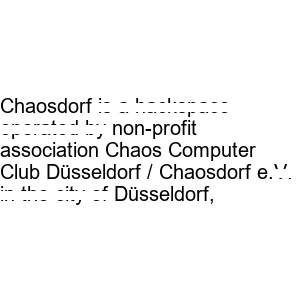 Chaosdorf is a hackspace
operated by non-profit
association Chaos Computer
Club Düsseldorf / Chaosdorf e.V.
in the city of Düsseldorf,